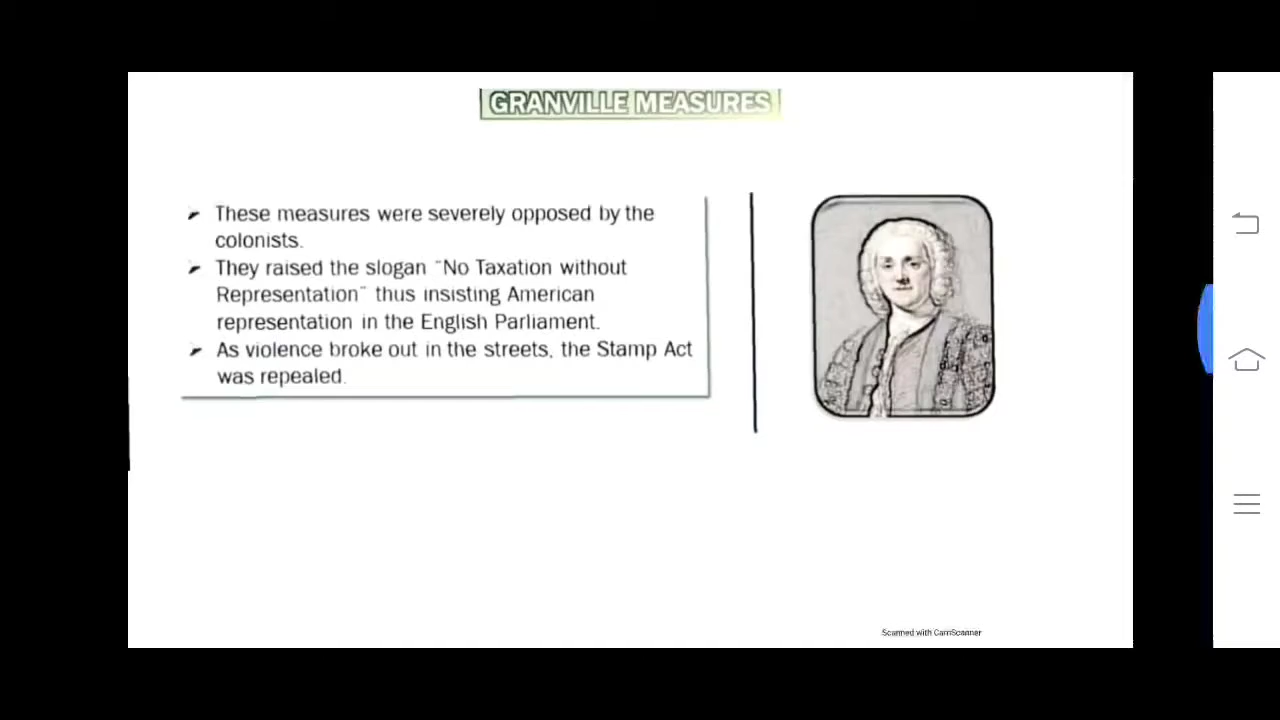 GRANVILLE MEASURES
➢ These measures were severely opposed by the
colonists.
➢ They raised the slogan “No Taxation without
Representation” thus insisting American
representation in the English Parliament.
➢ As violence broke out in the streets, the Stamp Act
was repealed.
Scanned with CamScanner